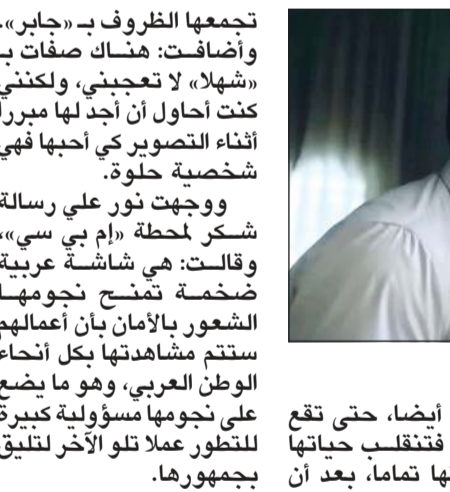 أيضا، حتى تقع
فتنقلب حياتها
تماما، بعد أن
تجمعها الظروف بـ «جابر».
وأضافت: هناك صفات بـ
«شهلا» لا تعجبني، ولكنني
كنت أحاول أن أجد لها مبررا
أثناء التصوير كي أحبها فهي
شخصية حلوة.
ووجهت نور علي رسالة
شكر لمحطة «إم بي سي»،
وقالت: هي شاشة عربية
ضخمة تمنح نجومها
الشعور بالأمان بأن أعمالهم
ستتم مشاهدتها بكل أنحاء
الوطن العربي، وهو ما يضع
على نجومها مسؤولية كبيرة
للتطور عملا تلو الآخر لتليق
بجمهورها.